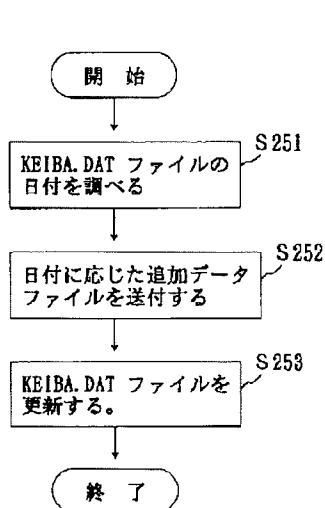 開 始
S251
KEIBA.DAT ファイルの
日付を調べる
S252
日付に応じた追加データ
ファイルを送付する
S253
KEIBA.DAT ファイルを
更新する。
終 了